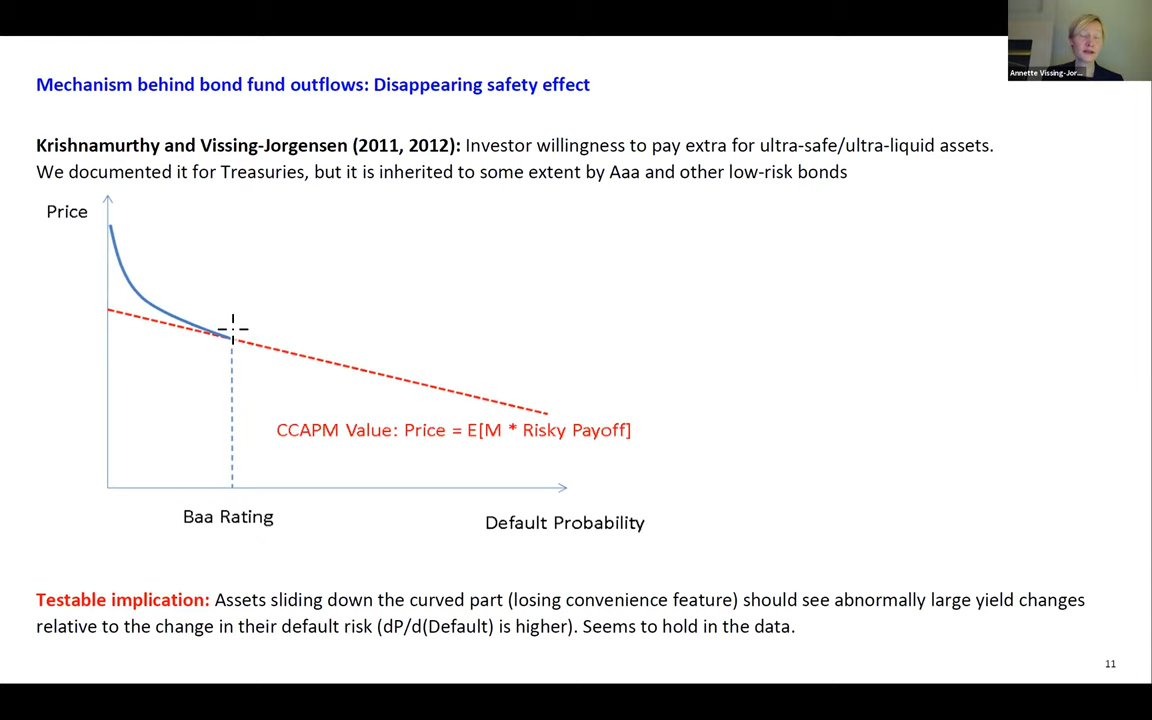 Annette Vissing-Jor...
Mechanism behind bond fund outflows: Disappearing safety effect
Krishnamurthy and Vissing-Jorgensen (2011, 2012): Investor willingness to pay extra for ultra-safe/ultra-liquid assets.
We documented it for Treasuries, but it is inherited to some extent by Aaa and other low-risk bonds
Price
CCAPM Value: Price = E[M * Risky Payoff]
Baa Rating
Default Probability
Testable implication: Assets sliding down the curved part (losing convenience feature) should see abnormally large yield changes
relative to the change in their default risk (dP/d(Default) is higher). Seems to hold in the data.
11